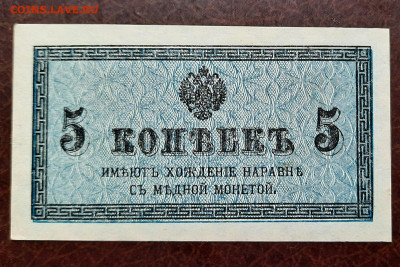 COINS.LAVE.RU
5 КОПѢЕКЪ 5
ИМѢЮТЪ ХОЖДЕНІЕ НАРАВНѢ
СЪ МѢДНОЙ МОНЕТОЙ.